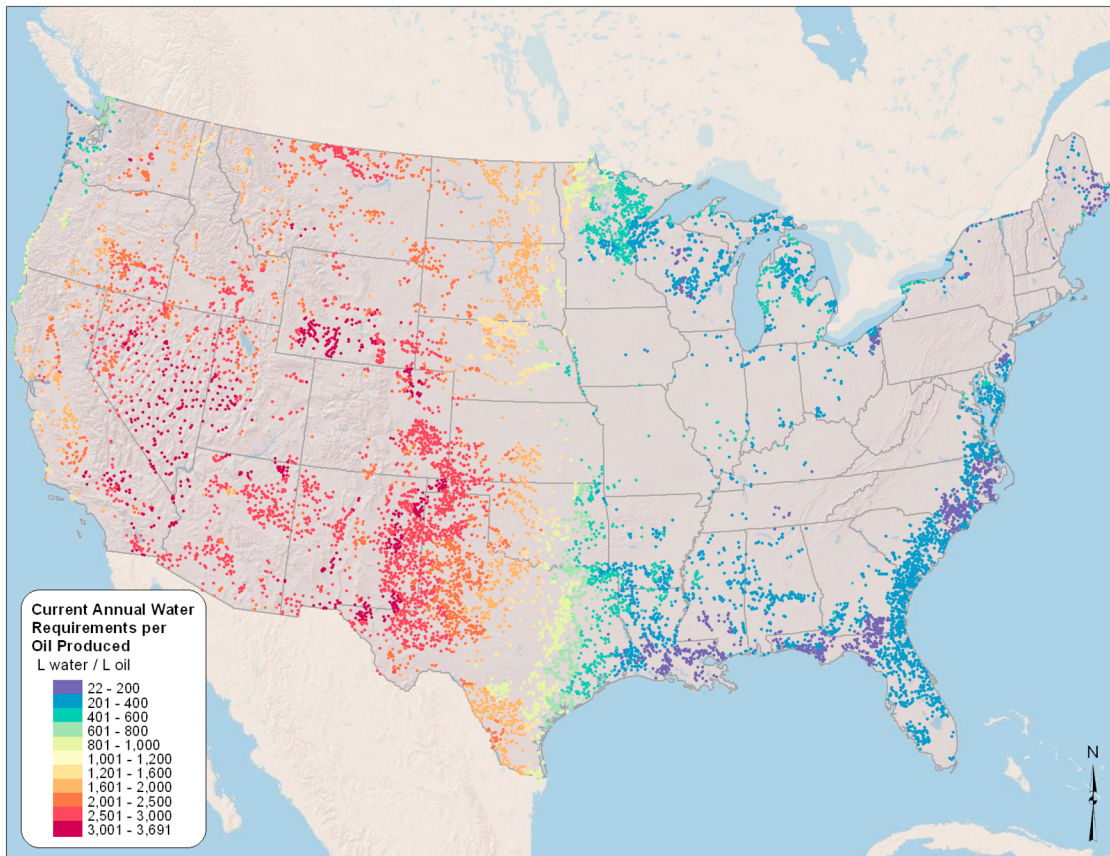 Current Annual Water
Requirements per
Oil Produced
L water / L oil
22 - 200
201 - 400
401 - 600
601 - 800
801 - 1,000
1,001 - 1,200
1,201 - 1,600
1,601 - 2,000
2,001 - 2,500
2,501 - 3,000
3,001 - 3,691
N